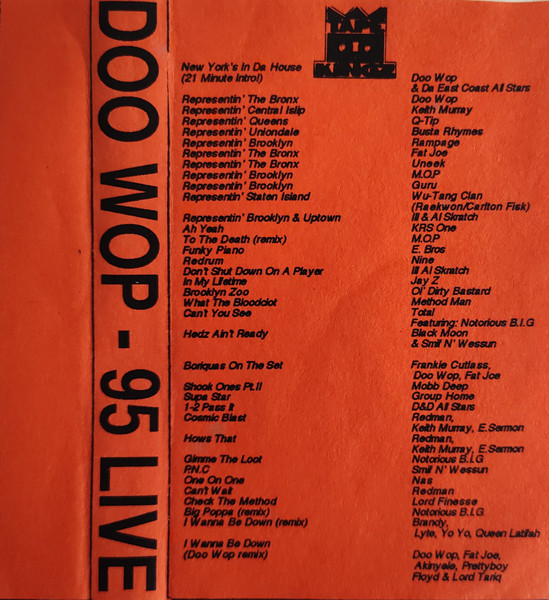 DOO WOP - 95 LIVE
TAPE
KINGZ
New York's In Da House
(21 Minute Intro!) Doo Wop
& Da East Coast All Stars
Representin' The Bronx Doo Wop
Representin' Central Islip Keith Murray
Representin' Queens Q-Tip
Representin' Uniondale Busta Rhymes
Representin' Brooklyn Rampage
Representin' The Bronx Fat Joe
Representin' The Bronx Uneek
Representin' Brooklyn M.O.P
Representin' Brooklyn Guru
Representin' Staten Island Wu-Tang Clan
(Raekwon/Carlton Fisk)
Representin' Brooklyn & Uptown Ill & Al Skratch
Ah Yeah KRS One
To The Death (remix) M.O.P
Funky Piano E. Bros
Redrum Nine
Don't Shut Down On A Player Ill Al Skratch
In My Lifetime Jay Z
Brooklyn Zoo Ol' Dirty Bastard
What The Bloodclot Method Man
Can't You See Total
Featuring: Notorious B.I.G
Hedz Ain't Ready Black Moon
& Smif N' Wessun
Boriquas On The Set Frankie Cutlass,
Doo Wop, Fat Joe
Shook Ones Pt.II Mobb Deep
Supa Star Group Home
1-2 Pass It D&D All Stars
Cosmic Blast Redman,
Keith Murray, E.Sermon
Hows That Redman,
Keith Murray, E.Sermon
Gimme The Loot Notorious B.I.G
P.N.C Smif N' Wessun
One On One Nas
Can't Wait Redman
Check The Method Lord Finesse
Big Poppa (remix) Notorious B.I.G.
I Wanna Be Down (remix) Brandy,
Lyte, Yo Yo, Queen Latifah
I Wanna Be Down
(Doo Wop remix) Doo Wop, Fat Joe,
Akinyele, Prettyboy
Floyd & Lord Tariq